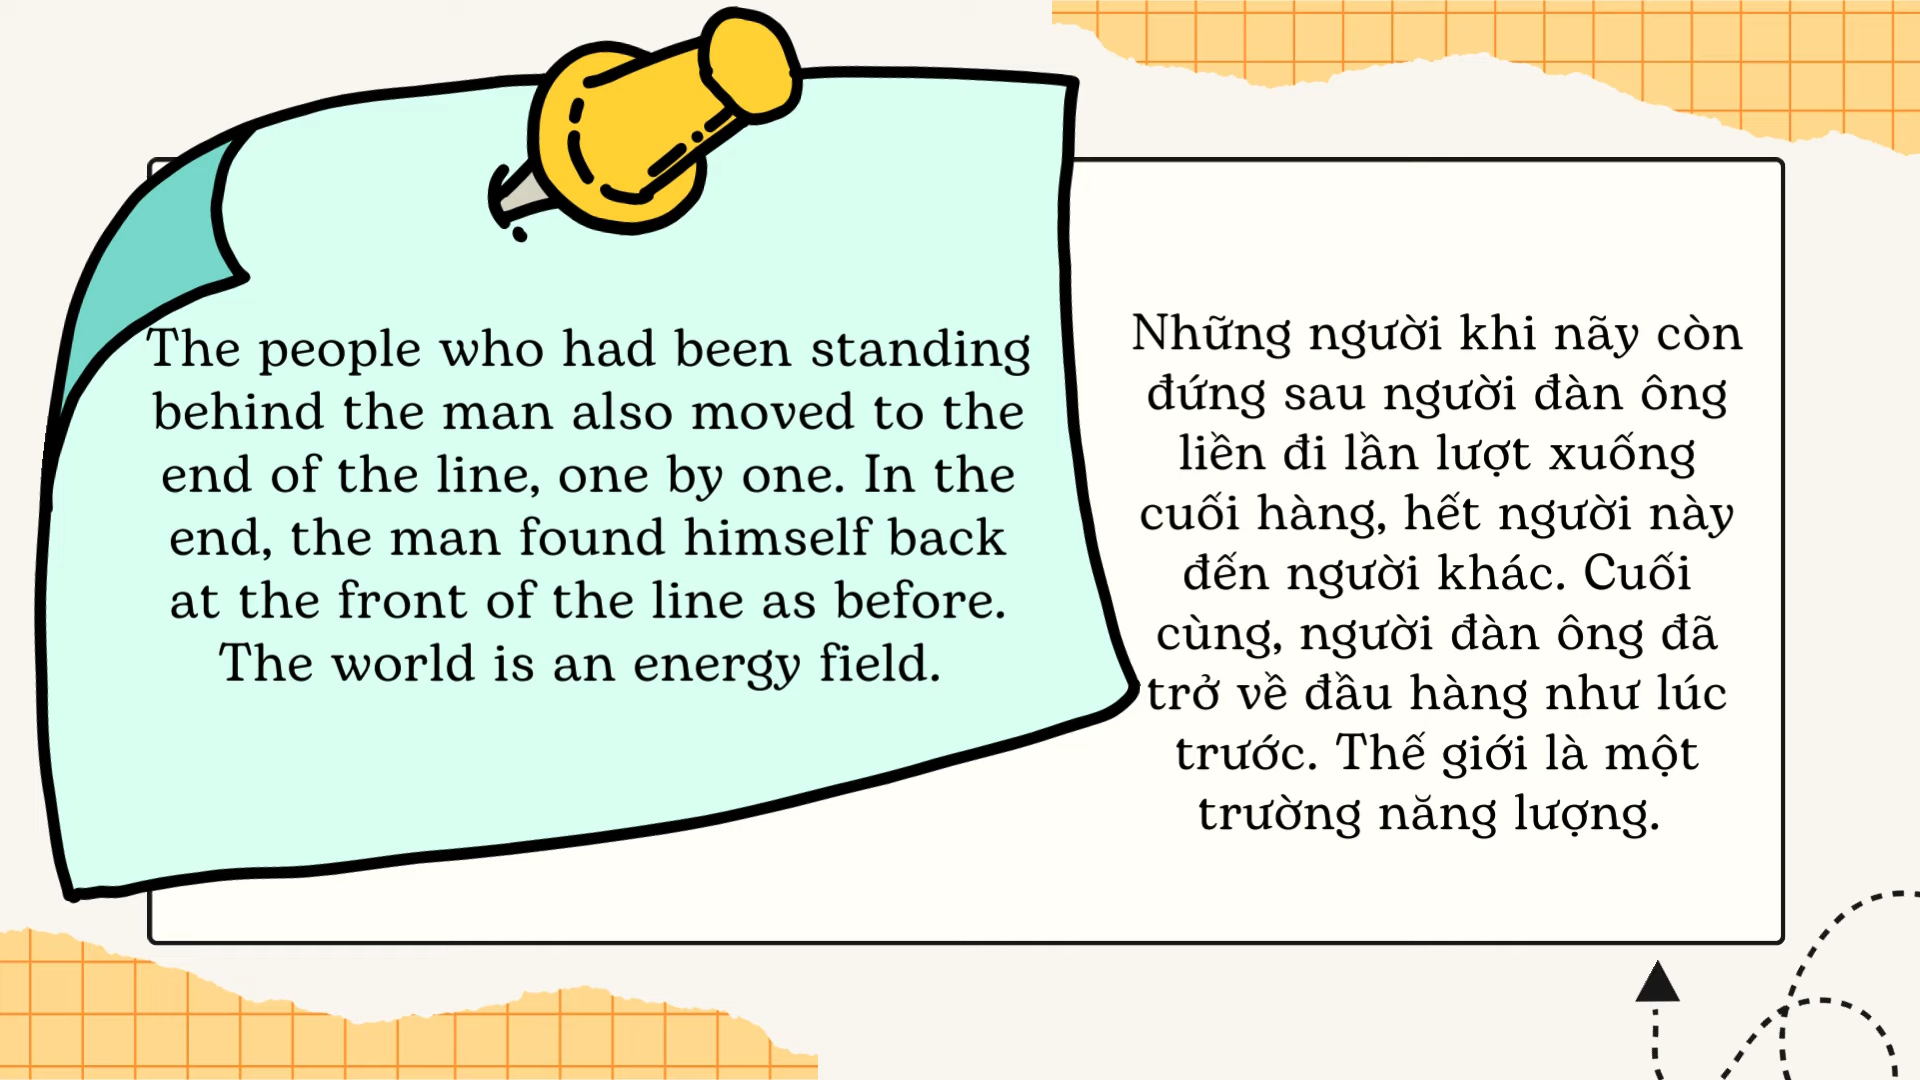 The people who had been standing
behind the man also moved to the
end of the line, one by one. In the
end, the man found himself back
at the front of the line as before.
The world is an energy field.
Những người khi nãy còn
đứng sau người đàn ông
liền đi lần lượt xuống
cuối hàng, hết người này
đến người khác. Cuối
cùng, người đàn ông đã
trở về đầu hàng như lúc
trước. Thế giới là một
trường năng lượng.